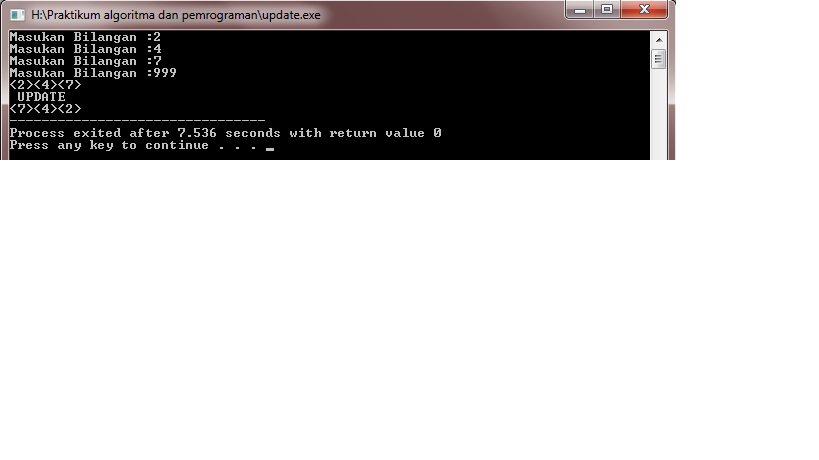 H:\Praktikum algoritma dan pemrograman\update.exe
Masukan Bilangan :2
Masukan Bilangan :4
Masukan Bilangan :7
Masukan Bilangan :999
<2><4><7>
 UPDATE
<7><4><2>
--------------------------------
Process exited after 7.536 seconds with return value 0
Press any key to continue . . . _